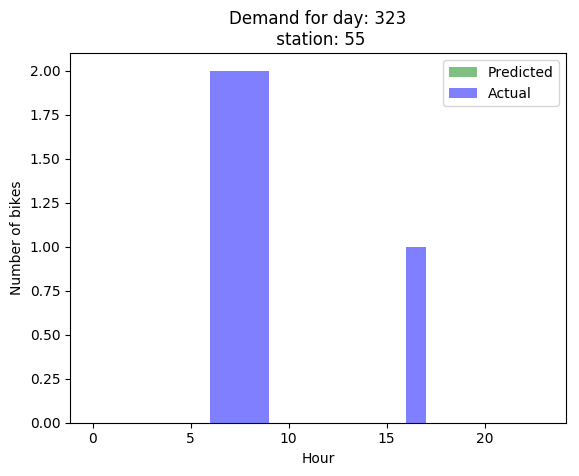 Demand for day: 323
station: 55
Predicted
Actual
Number of bikes
2.00
1.75
1.50
1.25
1.00
0.75
0.50
0.25
0.00
0 5 10 15 20
Hour